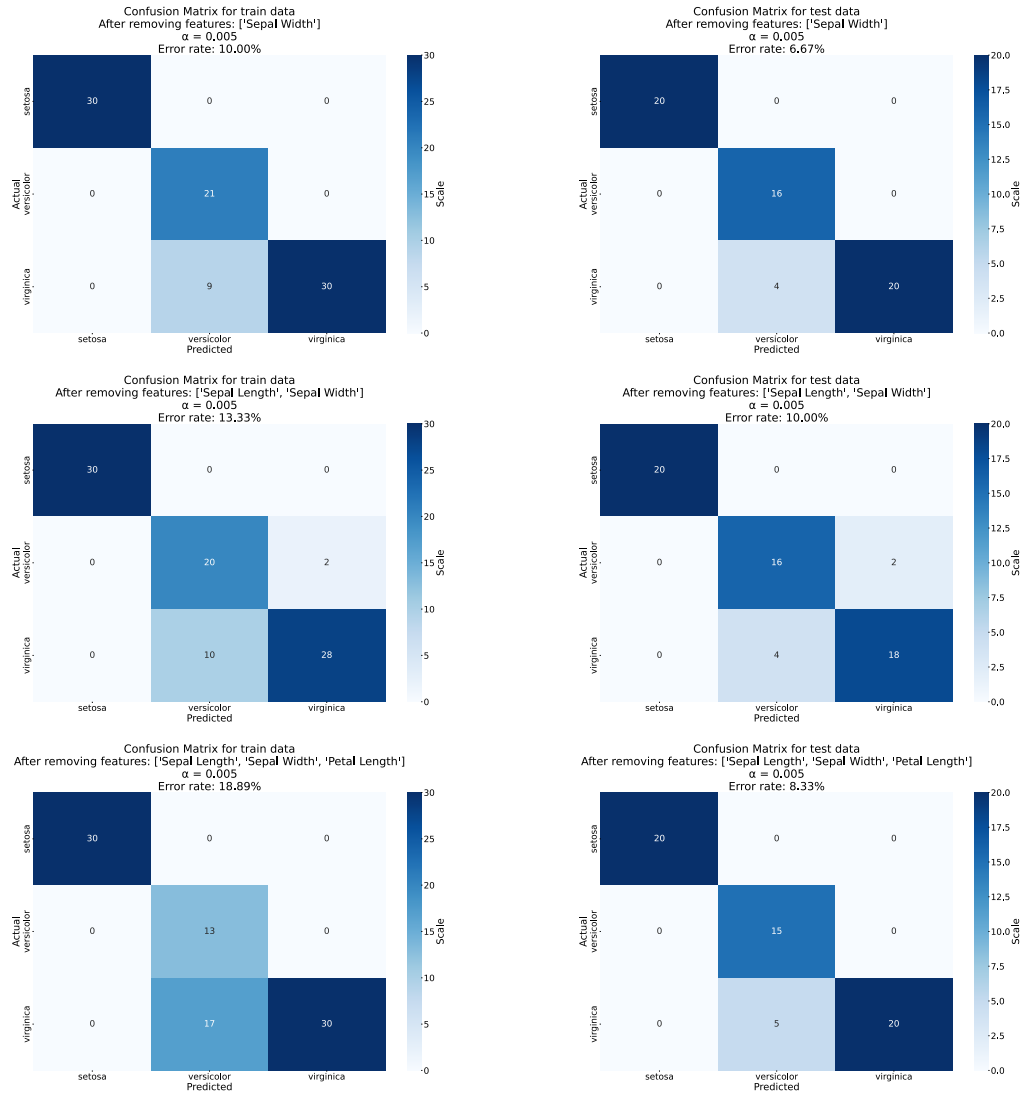 Confusion Matrix for train data
After removing features: ['Sepal Width']
α = 0.005
Error rate: 10.00%
setosa
versicolor
virginica
Actual
30 0 0
0 21 0
0 9 30
setosa versicolor virginica
Predicted
30
25
20
15
10
5
0
Scale
Confusion Matrix for test data
After removing features: ['Sepal Width']
α = 0.005
Error rate: 6.67%
setosa
versicolor
virginica
Actual
20 0 0
0 16 0
0 4 20
setosa versicolor virginica
Predicted
20.0
17.5
15.0
12.5
10.0
7.5
5.0
2.5
0.0
Scale
Confusion Matrix for train data
After removing features: ['Sepal Length', 'Sepal Width']
α = 0.005
Error rate: 13.33%
setosa
versicolor
virginica
Actual
30 0 0
0 20 2
0 10 28
setosa versicolor virginica
Predicted
30
25
20
15
10
5
0
Scale
Confusion Matrix for test data
After removing features: ['Sepal Length', 'Sepal Width']
α = 0.005
Error rate: 10.00%
setosa
versicolor
virginica
Actual
20 0 0
0 16 2
0 4 18
setosa versicolor virginica
Predicted
20.0
17.5
15.0
12.5
10.0
7.5
5.0
2.5
0.0
Scale
Confusion Matrix for train data
After removing features: ['Sepal Length', 'Sepal Width', 'Petal Length']
α = 0.005
Error rate: 18.89%
setosa
versicolor
virginica
Actual
30 0 0
0 13 0
0 17 30
setosa versicolor virginica
Predicted
30
25
20
15
10
5
0
Scale
Confusion Matrix for test data
After removing features: ['Sepal Length', 'Sepal Width', 'Petal Length']
α = 0.005
Error rate: 8.33%
setosa
versicolor
virginica
Actual
20 0 0
0 15 0
0 5 20
setosa versicolor virginica
Predicted
20.0
17.5
15.0
12.5
10.0
7.5
5.0
2.5
0.0
Scale